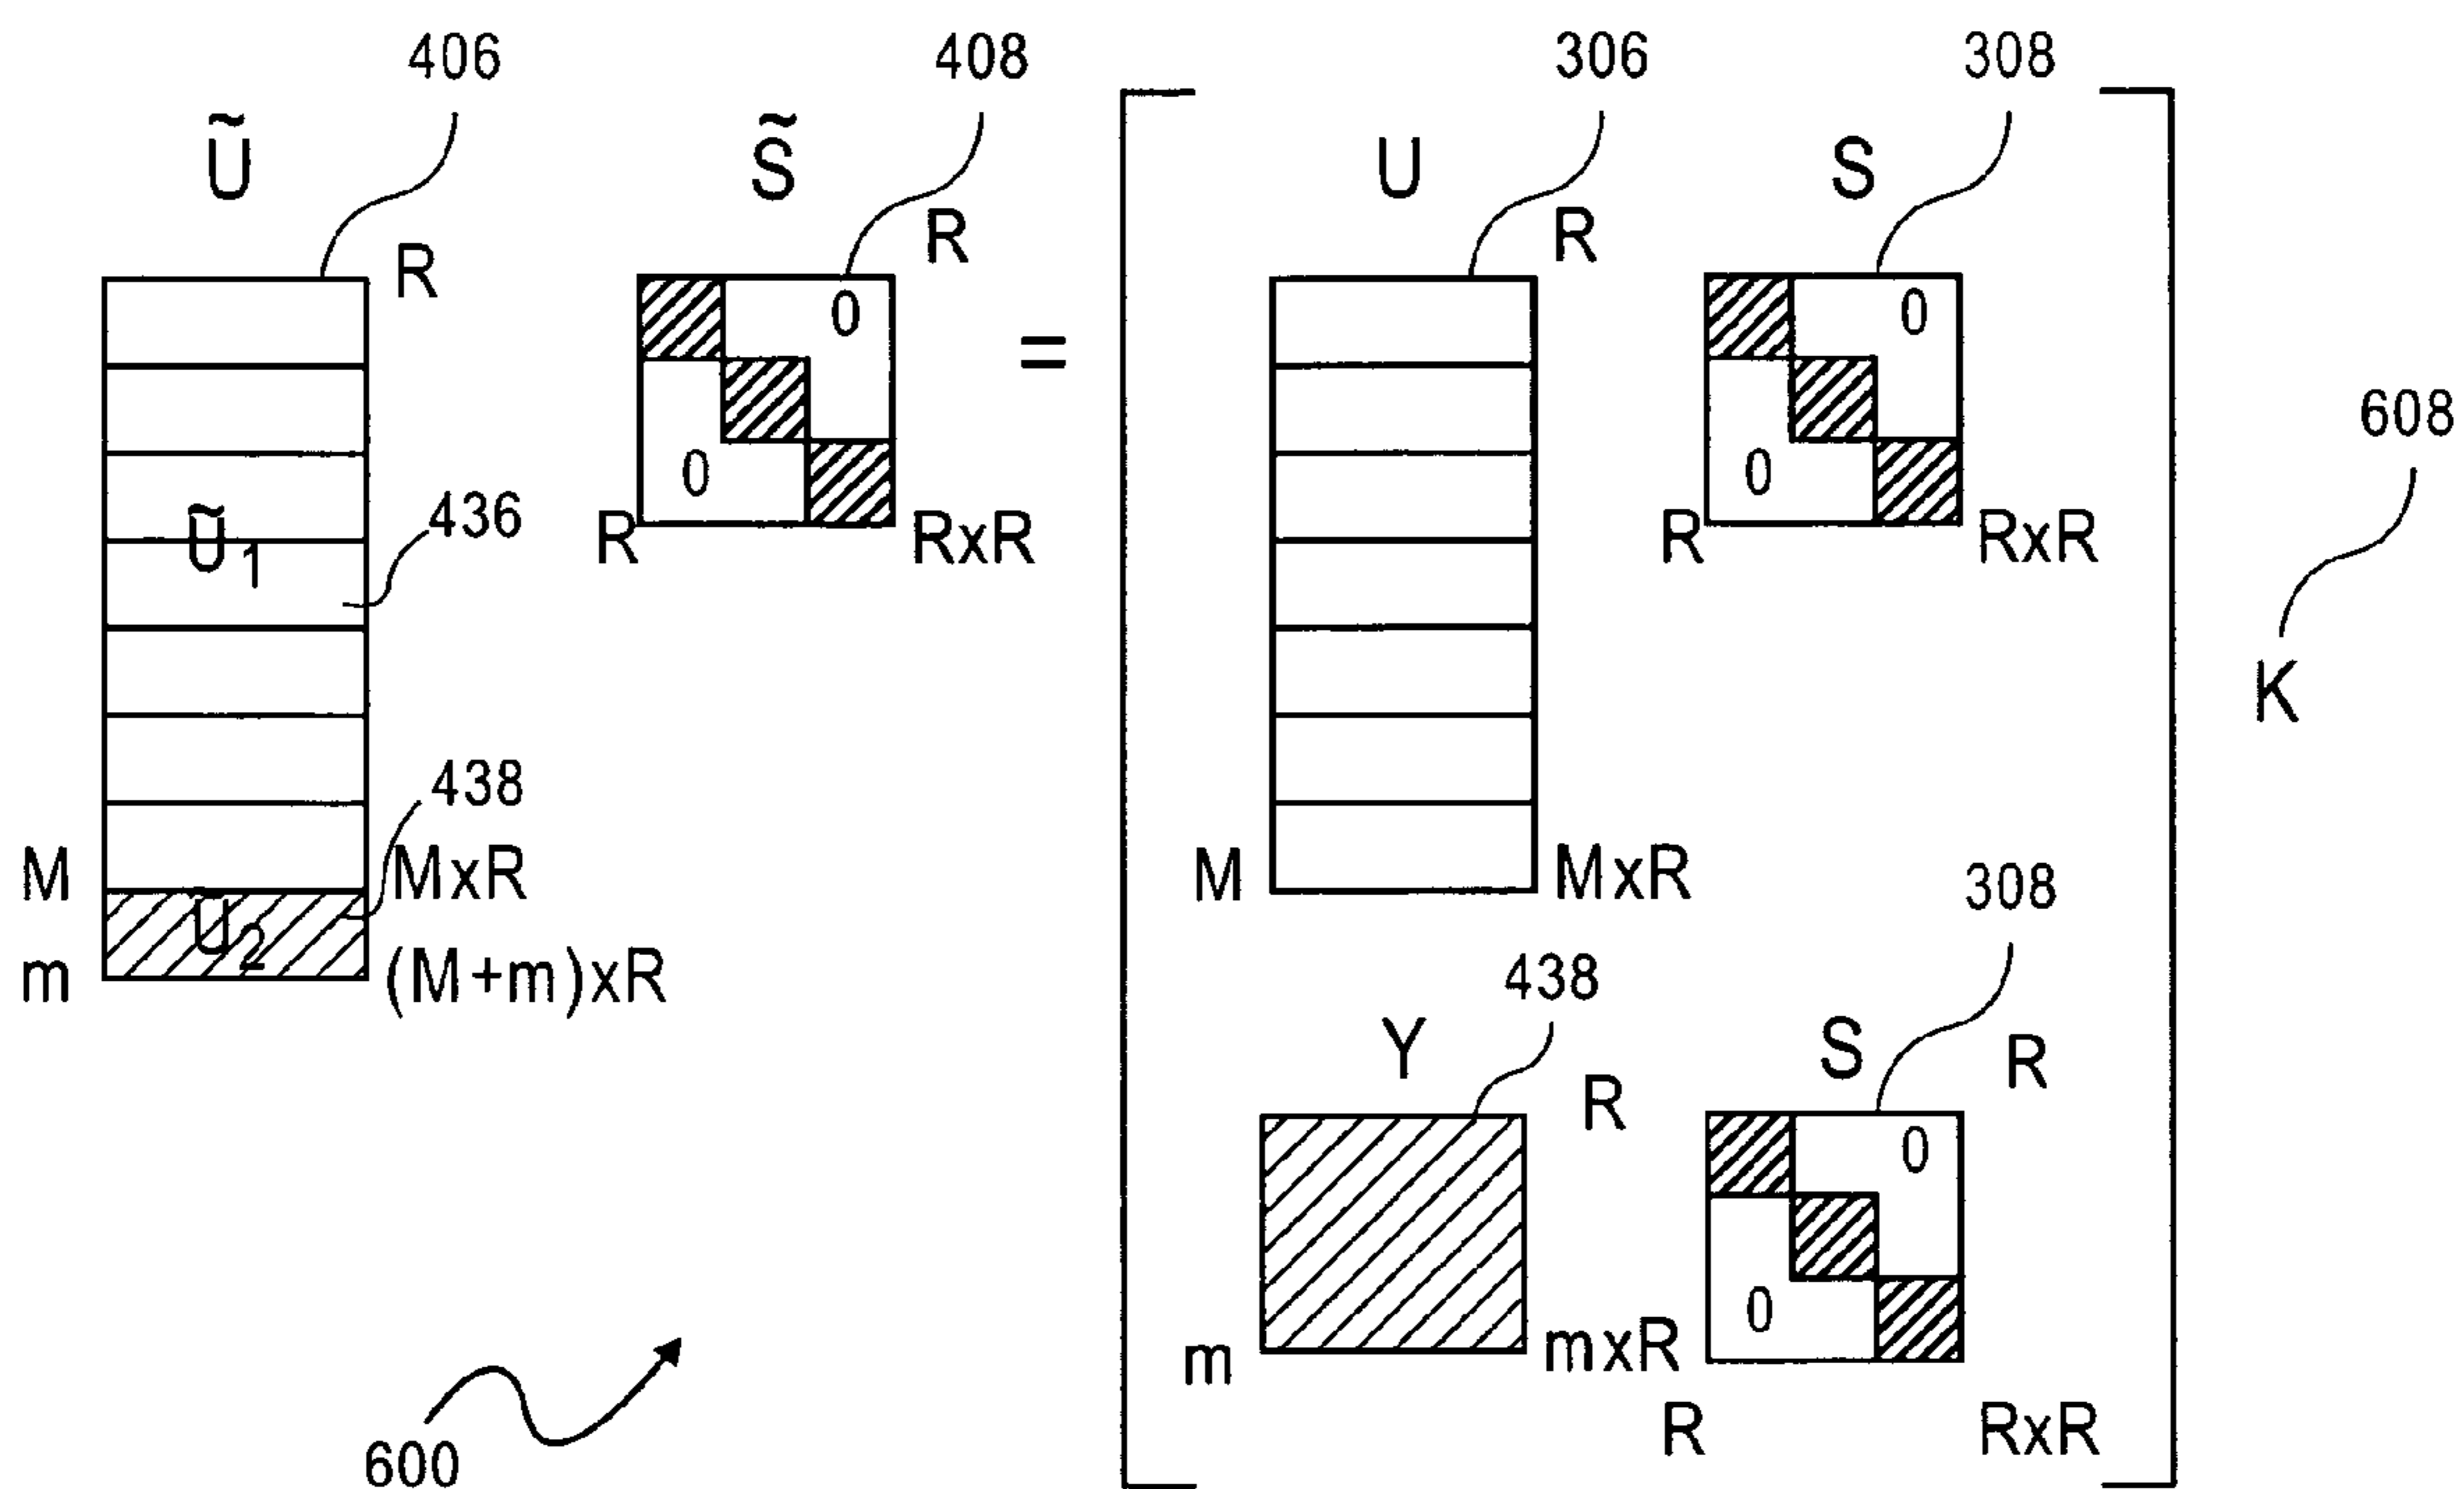 406 408 306 308
Ũ S̃ U S
R R R
0 0
=
608
0 0
Ũ1 436
R RxR R RxR
K
438
M MxR M MxR
308
U2
m (M+m)xR 438
Y S R
R
0
0
m mxR
R RxR
600